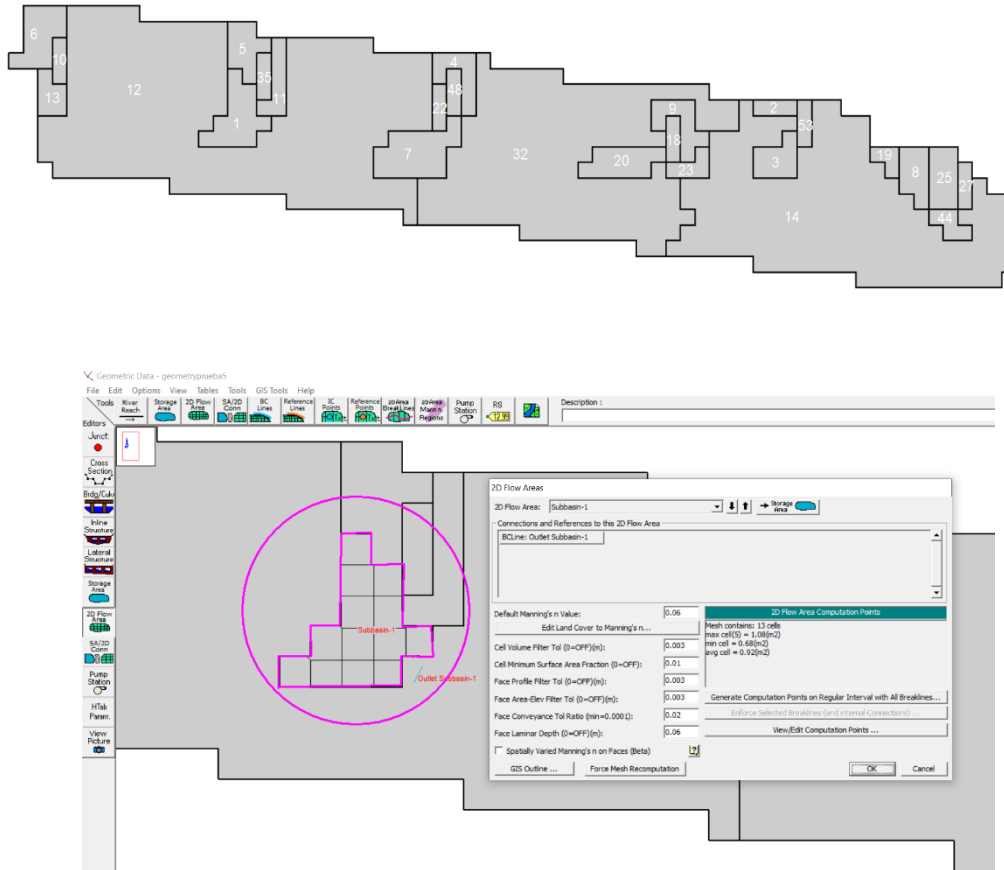 6
5
4
10
35
48
9
2
13
12
11
22
53
1
18
7
32
20
3
19
8
25
27
23
14
44
Geometric Data - geometryprueba5
File Edit Options View Tables Tools GIS Tools Help
Tools
River Reach
Storage Area
2D Flow Area
SA/2D Conn
BC Lines
Reference Lines
IC Points
Reference Points
2D Area BreakLines
2D Area Mann n Regions
Pump Station
RS
Description :
Editors
Junct.
Cross Section
Brdg/Culv
Inline Structure
Lateral Structure
Storage Area
2D Flow Area
SA/2D Conn
Pump Station
HTab Param.
View Picture
Subbasin-1
Outlet Subbasin-1
2D Flow Areas
2D Flow Area: Subbasin-1
Storage Area
Connections and References to this 2D Flow Area
BCLine: Outlet Subbasin-1
Default Manning's n Value: 0.06
Edit Land Cover to Manning's n...
Cell Volume Filter Tol (0=OFF)(m): 0.003
Cell Minimum Surface Area Fraction (0=OFF): 0.01
Face Profile Filter Tol (0=OFF)(m): 0.003
Face Area-Elev Filter Tol (0=OFF)(m): 0.003
Face Conveyance Tol Ratio (min=0.0001): 0.02
Face Laminar Depth (0=OFF)(m): 0.06
Spatially Varied Manning's n on Faces (Beta)
?
GIS Outline ...
Force Mesh Recomputation
2D Flow Area Computation Points
Mesh contains: 13 cells
max cell(5) = 1.08(m2)
min cell = 0.68(m2)
avg cell = 0.92(m2)
Generate Computation Points on Regular Interval with All Breaklines...
Enforce Selected Breaklines (and internal Connections) ...
View/Edit Computation Points ...
OK
Cancel